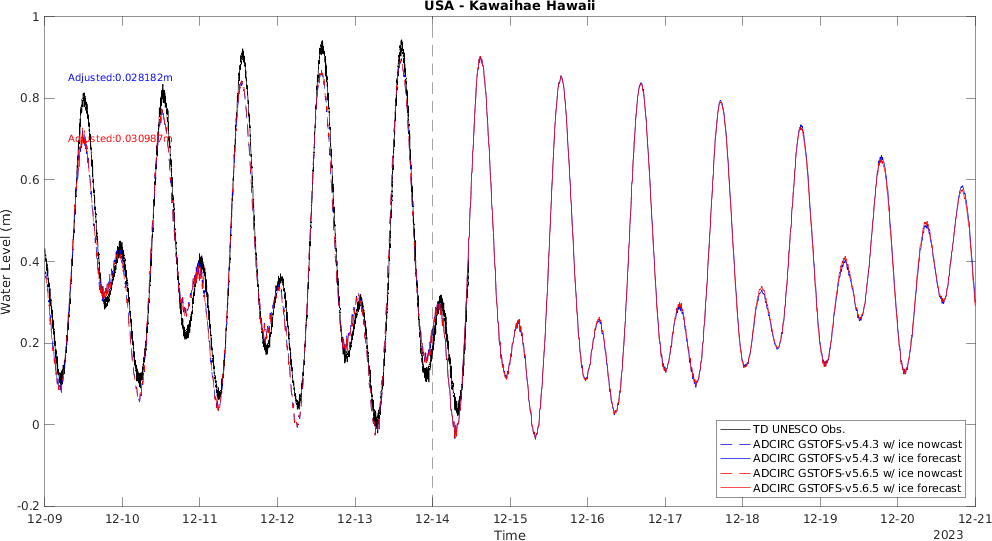 USA - Kawaihae Hawaii
1
Adjusted:0.028182m
0.8
Adjusted:0.030987m
0.6
Water Level (m)
0.4
0.2
0
-0.2
TD UNESCO Obs.
ADCIRC GSTOFS-v5.4.3 w/ ice nowcast
ADCIRC GSTOFS-v5.4.3 w/ ice forecast
ADCIRC GSTOFS-v5.6.5 w/ ice nowcast
ADCIRC GSTOFS-v5.6.5 w/ ice forecast
12-09 12-10 12-11 12-12 12-13 12-14 12-15 12-16 12-17 12-18 12-19 12-20 12-21
Time
2023